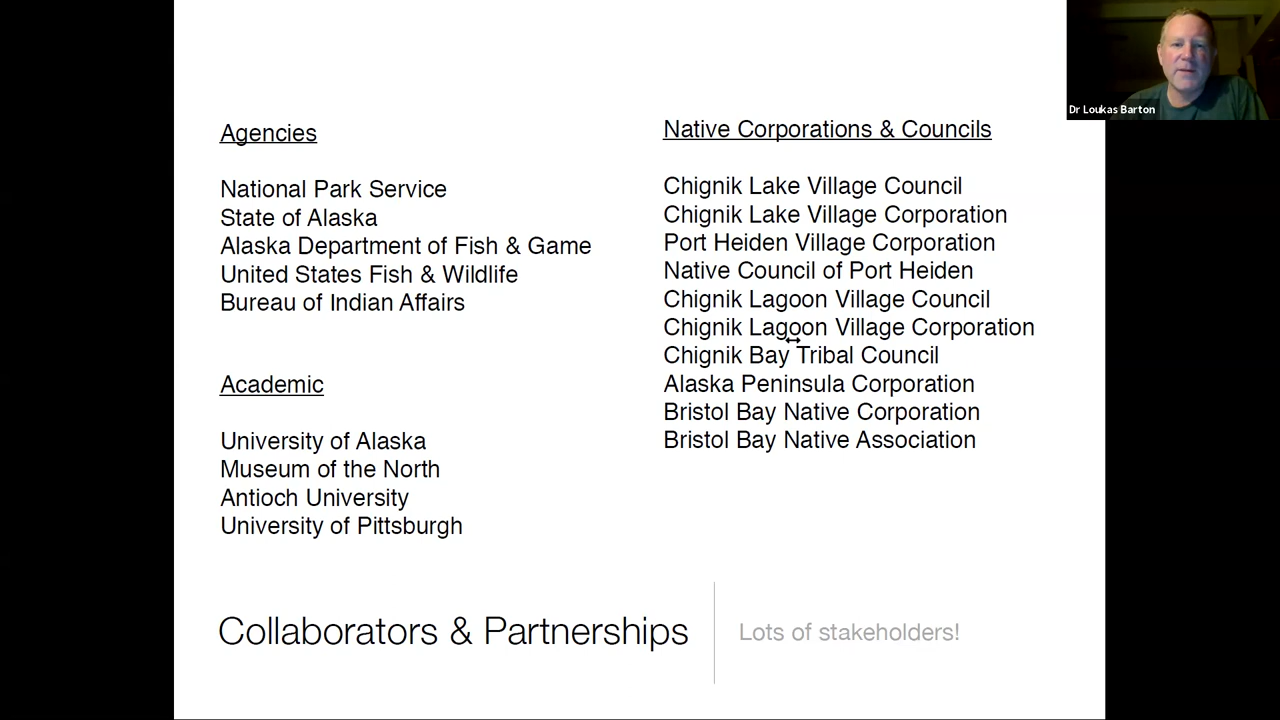 Agencies
National Park Service
State of Alaska
Alaska Department of Fish & Game
United States Fish & Wildlife
Bureau of Indian Affairs
Academic
University of Alaska
Museum of the North
Antioch University
University of Pittsburgh
Native Corporations & Councils
Chignik Lake Village Council
Chignik Lake Village Corporation
Port Heiden Village Corporation
Native Council of Port Heiden
Chignik Lagoon Village Council
Chignik Lagoon Village Corporation
Chignik Bay Tribal Council
Alaska Peninsula Corporation
Bristol Bay Native Corporation
Bristol Bay Native Association
Collaborators & Partnerships
Lots of stakeholders!
Dr Loukas Barton